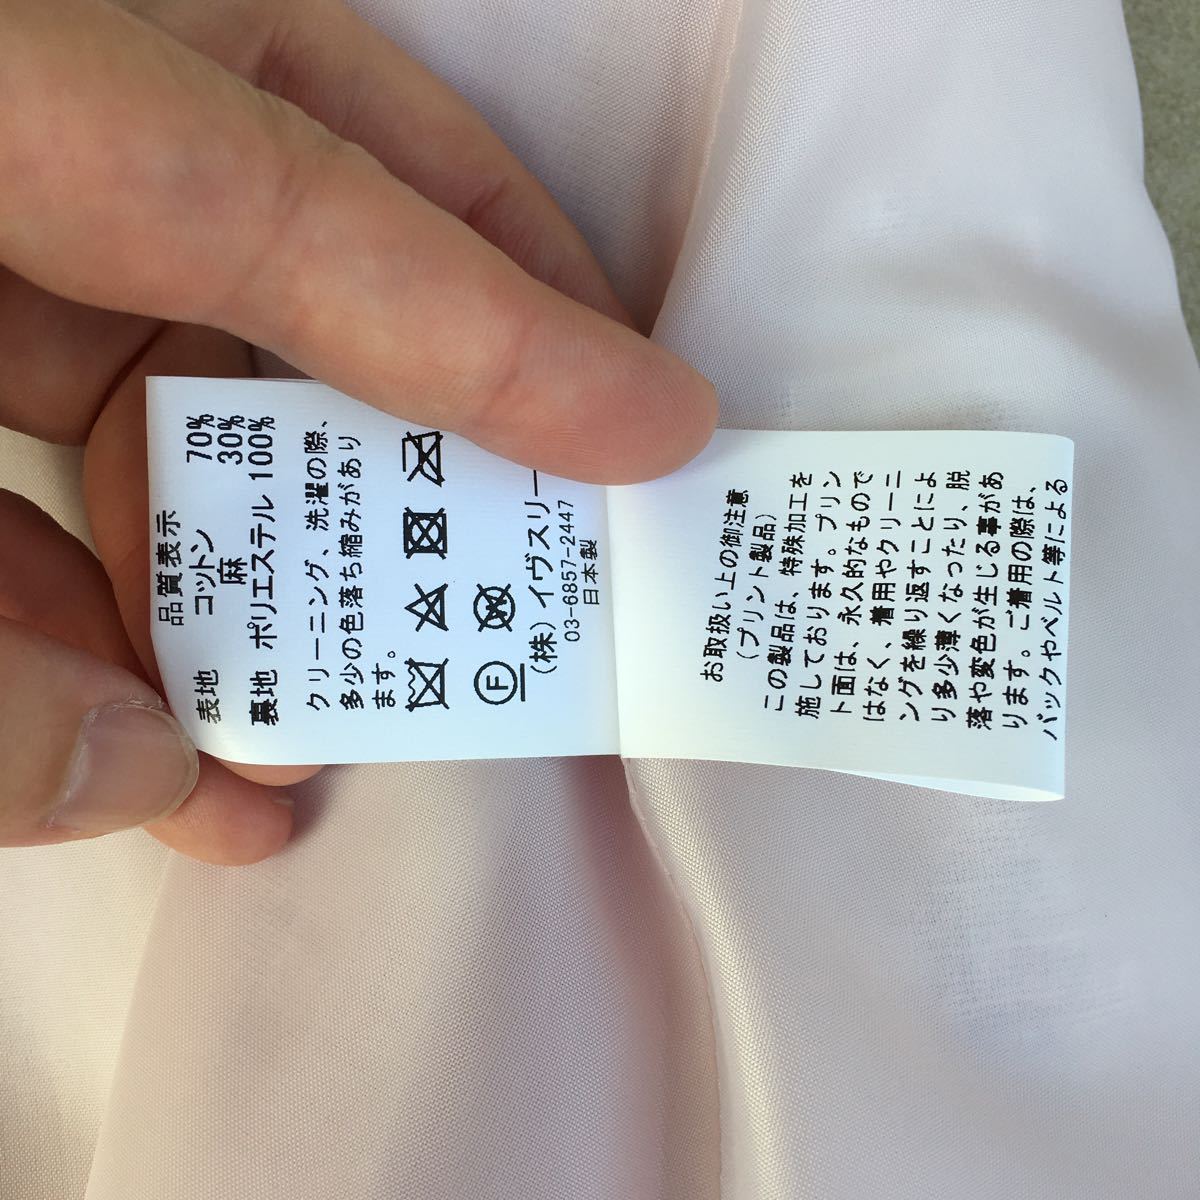 品質表示
表地 コットン 70%
麻 30%
裏地 ポリエステル 100%
クリーニング、洗濯の際、
多少の色落ち縮みがあり
ます。
F W
(株)イヴスリー
03-6857-2447
日本製
お取扱い上の御注意
(プリント製品)
この製品は、特殊加工を
施しております。プリン
ト面は、永久的なもので
はなく、着用やクリーニ
ングを繰り返すことによ
り多少薄くなったり、脱
落や変色が生じる事があ
ります。ご着用の際は、
バックやベルト等による